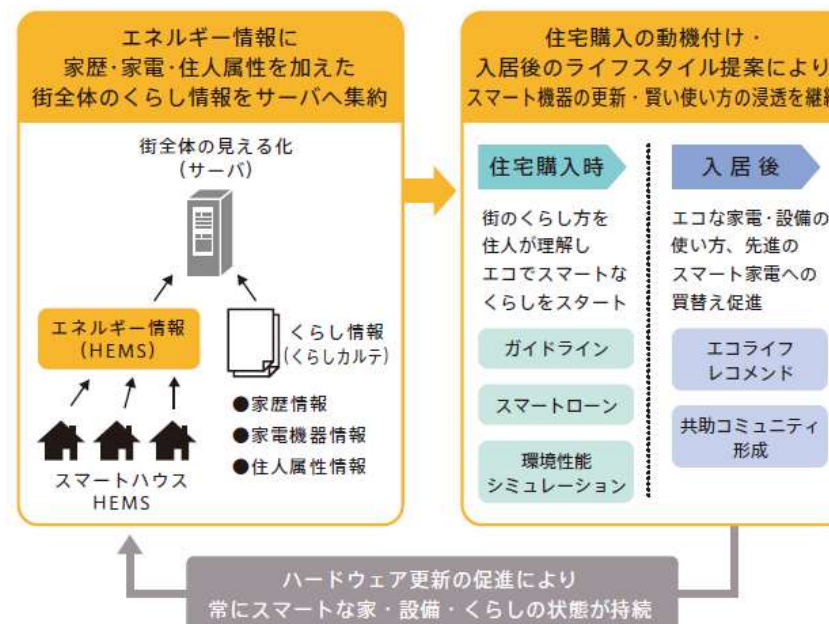 エネルギー情報に
家歴・家電・住人属性を加えた
街全体のくらし情報をサーバへ集約
街全体の見える化
(サーバ)
エネルギー情報
(HEMS)
くらし情報
(くらしカルテ)
●家歴情報
●家電機器情報
●住人属性情報
スマートハウス
HEMS
住宅購入の動機付け・
入居後のライフスタイル提案により
スマート機器の更新・賢い使い方の浸透を継
住宅購入時
街のくらし方を
住人が理解し
エコでスマートな
くらしをスタート
ガイドライン
スマートローン
環境性能
シミュレーション
入居後
エコな家電・設備の
使い方、先進の
スマート家電への
買替え促進
エコライフ
レコメンド
共助コミュニティ
形成
ハードウェア更新の促進により
常にスマートな家・設備・くらしの状態が持続